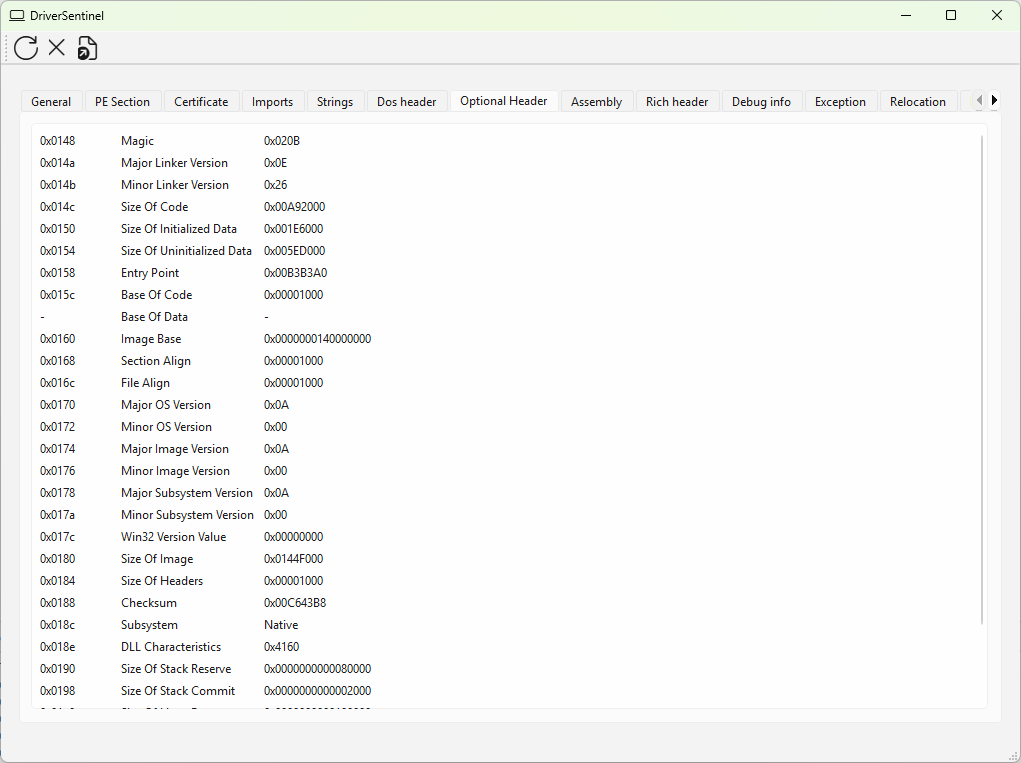 DriverSentinel
General PE Section Certificate Imports Strings Dos header Optional Header Assembly Rich header Debug info Exception Relocation
0x0148 Magic 0x020B
0x014a Major Linker Version 0x0E
0x014b Minor Linker Version 0x26
0x014c Size Of Code 0x00A92000
0x0150 Size Of Initialized Data 0x001E6000
0x0154 Size Of Uninitialized Data 0x005ED000
0x0158 Entry Point 0x00B3B3A0
0x015c Base Of Code 0x00001000
- Base Of Data -
0x0160 Image Base 0x0000000140000000
0x0168 Section Align 0x00001000
0x016c File Align 0x00001000
0x0170 Major OS Version 0x0A
0x0172 Minor OS Version 0x00
0x0174 Major Image Version 0x0A
0x0176 Minor Image Version 0x00
0x0178 Major Subsystem Version 0x0A
0x017a Minor Subsystem Version 0x00
0x017c Win32 Version Value 0x00000000
0x0180 Size Of Image 0x0144F000
0x0184 Size Of Headers 0x00001000
0x0188 Checksum 0x00C643B8
0x018c Subsystem Native
0x018e DLL Characteristics 0x4160
0x0190 Size Of Stack Reserve 0x0000000000080000
0x0198 Size Of Stack Commit 0x0000000000002000